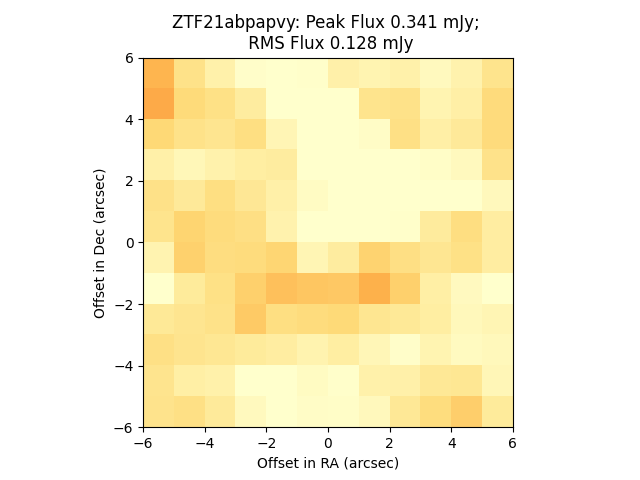 ZTF21abpapvy: Peak Flux 0.341 mJy;
RMS Flux 0.128 mJy
6
4
2
0
−2
−4
−6
Offset in Dec (arcsec)
−6 −4 −2 0 2 4 6
Offset in RA (arcsec)